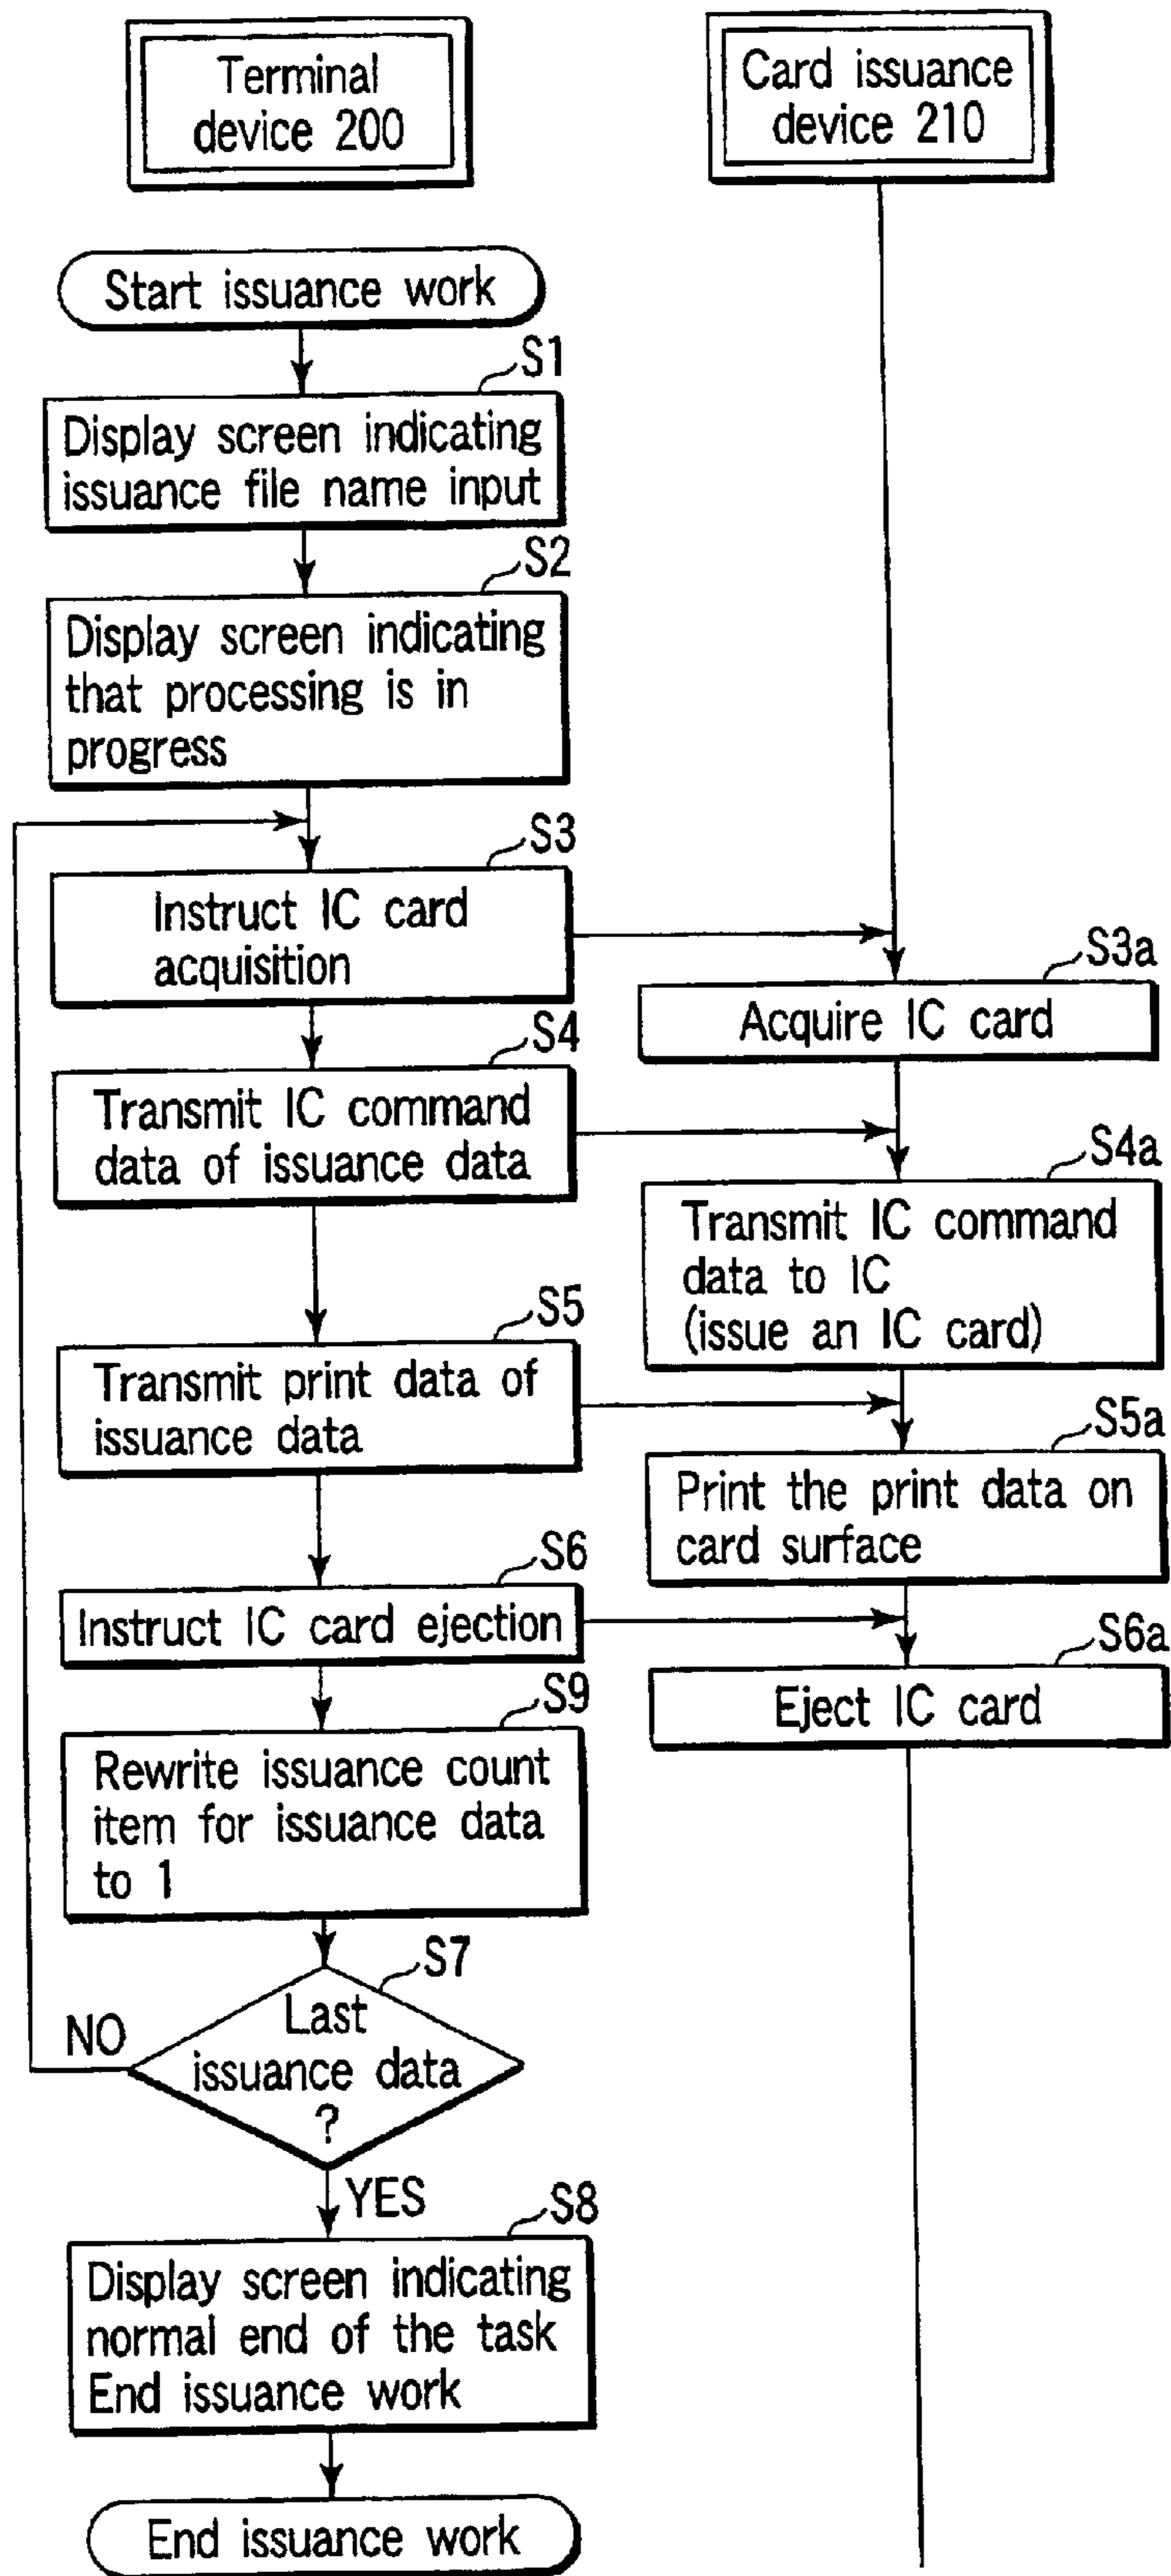 Terminal
device 200
Card issuance
device 210
Start issuance work
S1
Display screen indicating
issuance file name input
S2
Display screen indicating
that processing is in
progress
S3
Instruct IC card
acquisition
S3a
Acquire IC card
S4
Transmit IC command
data of issuance data
S4a
Transmit IC command
data to IC
(issue an IC card)
S5
Transmit print data of
issuance data
S5a
Print the print data on
card surface
S6
Instruct IC card ejection
S6a
Eject IC card
S9
Rewrite issuance count
item for issuance data
to 1
S7
Last
issuance data
?
NO
YES
S8
Display screen indicating
normal end of the task
End issuance work
End issuance work